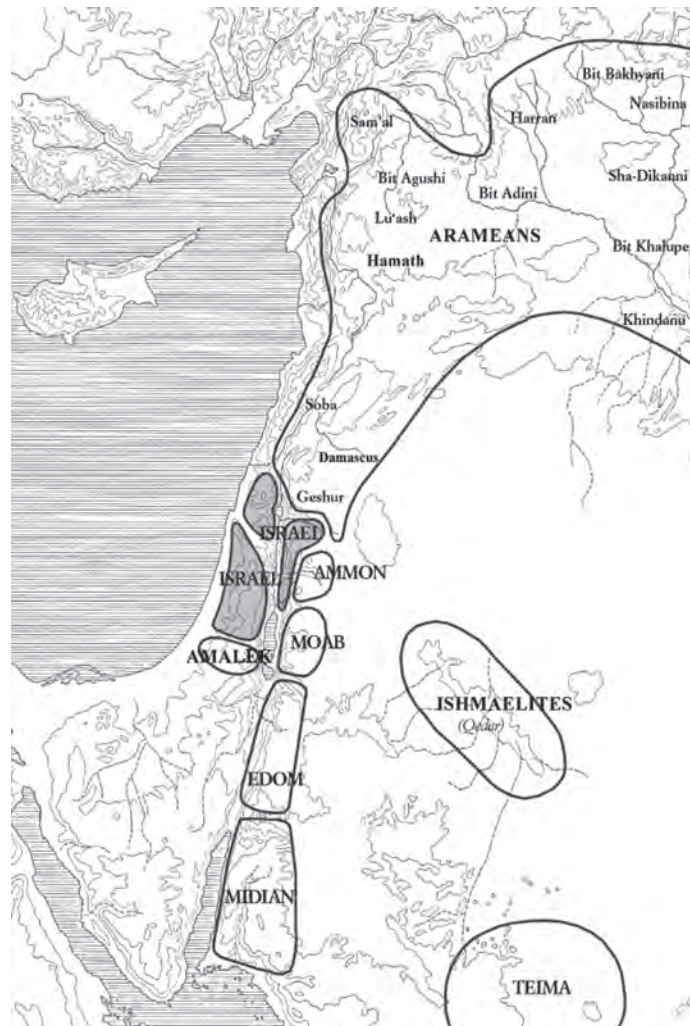 Bit Bakhyani
Nasibina
Harran
Sam'al
Sha-Dikanni
Bit Agushi
Bit Adini
Lu'ash
ARAMEANS
Bit Khalupe
Hamath
Khindanu
Soba
Damascus
Geshur
ISRAEL
ISRAEL
AMMON
MOAB
AMALEK
ISHMAELITES
(Qedar)
EDOM
MIDIAN
TEIMA